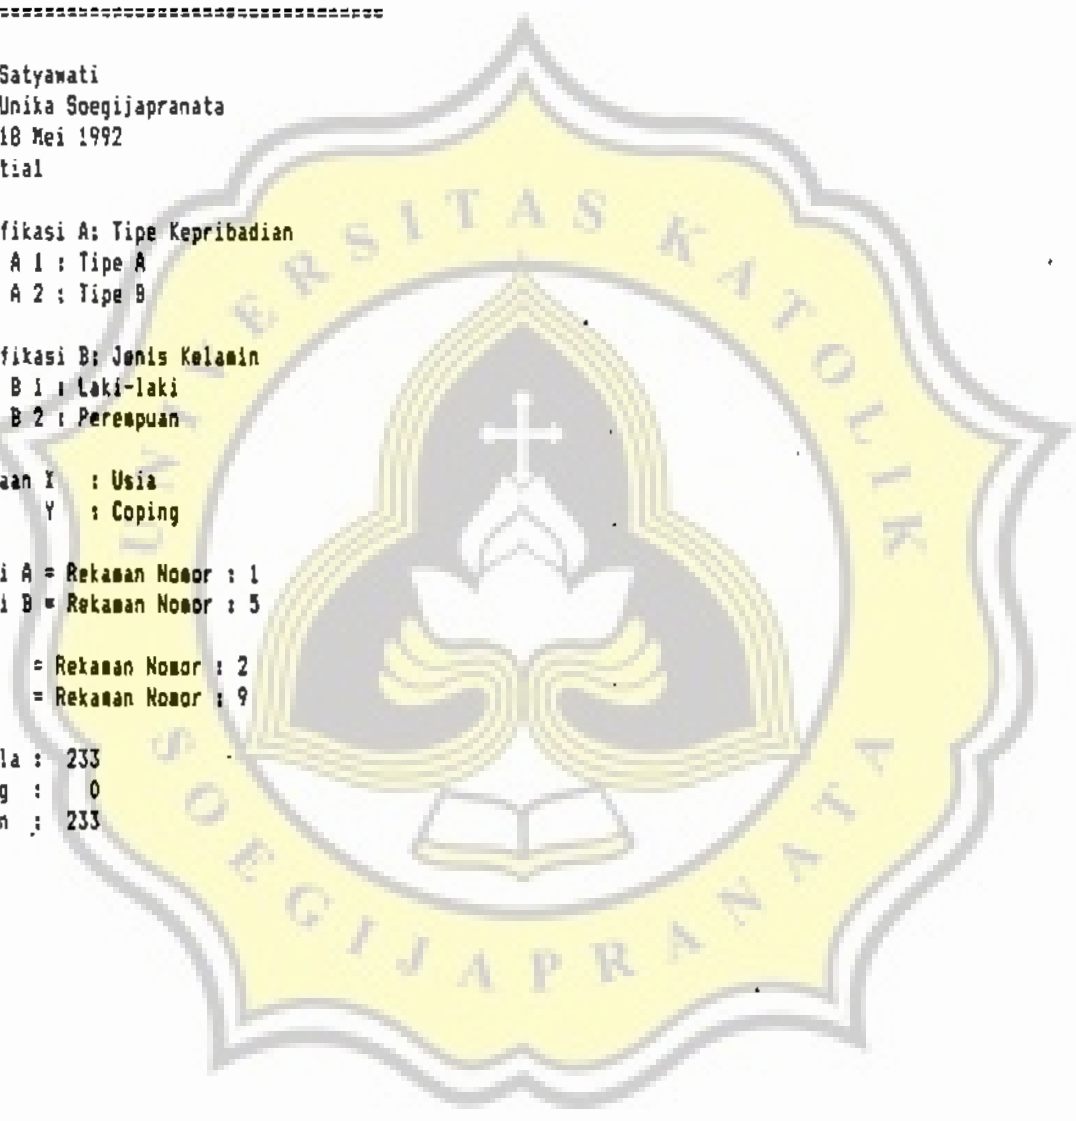 Satyawati
Unika Soegijapranata
18 Mei 1992
tial
fikasi A: Tipe Kepribadian
A 1 : Tipe A
A 2 : Tipe B
fikasi B: Jenis Kelamin
B 1 : Laki-laki
B 2 : Perempuan
aan X : Usia
Y : Coping
i A = Rekaman Nomor : 1
i B = Rekaman Nomor : 5
= Rekaman Nomor : 2
= Rekaman Nomor : 9
la : 233
g : 0
n : 233
UNIVERSITAS KATOLIK
SOEGIJAPRANATA